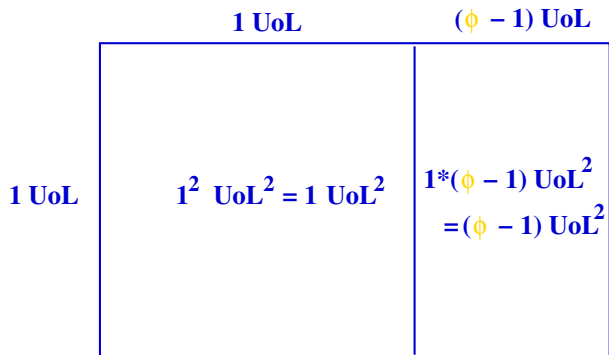 1 UoL
(ϕ − 1) UoL
1 UoL
1² UoL² = 1 UoL²
1*(ϕ − 1) UoL²
=(ϕ − 1) UoL²